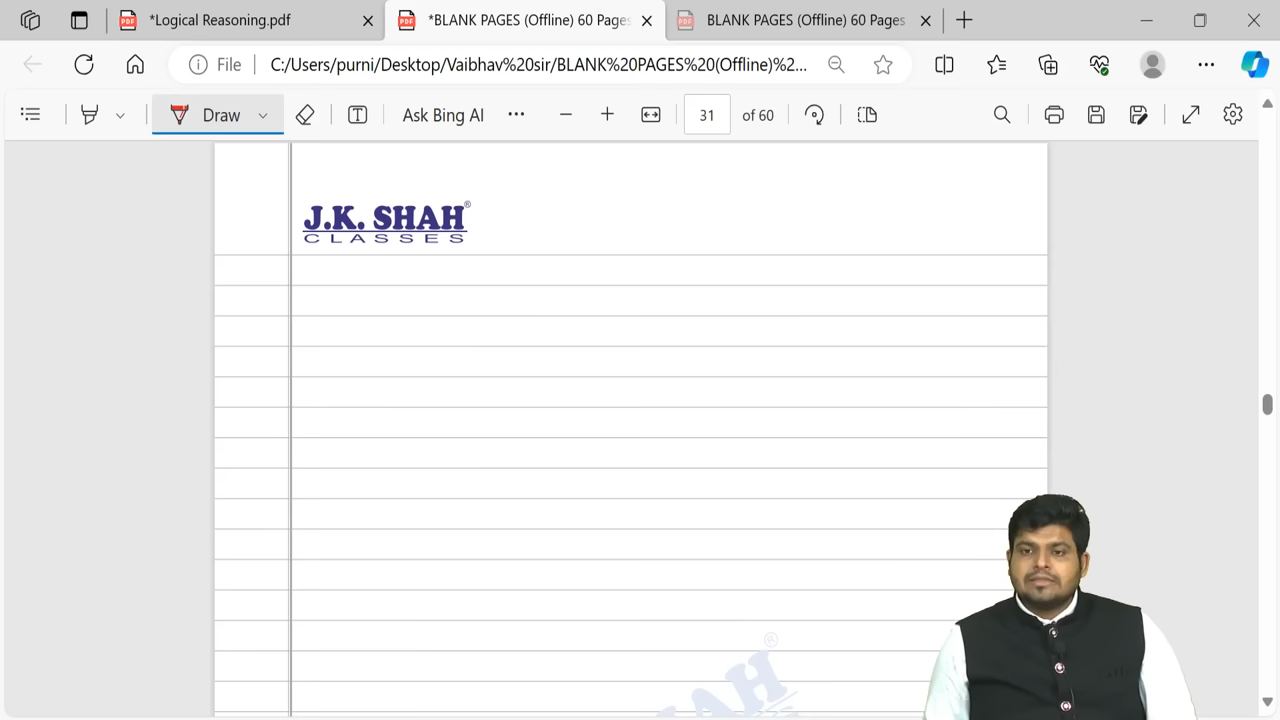 *Logical Reasoning.pdf
*BLANK PAGES (Offline) 60 Pages
BLANK PAGES (Offline) 60 Pages
File
C:/Users/purni/Desktop/Vaibhav%20sir/BLANK%20PAGES%20(Offline)%2...
Draw
Ask Bing AI
31 of 60
J.K. SHAH®
CLASSES
AH®